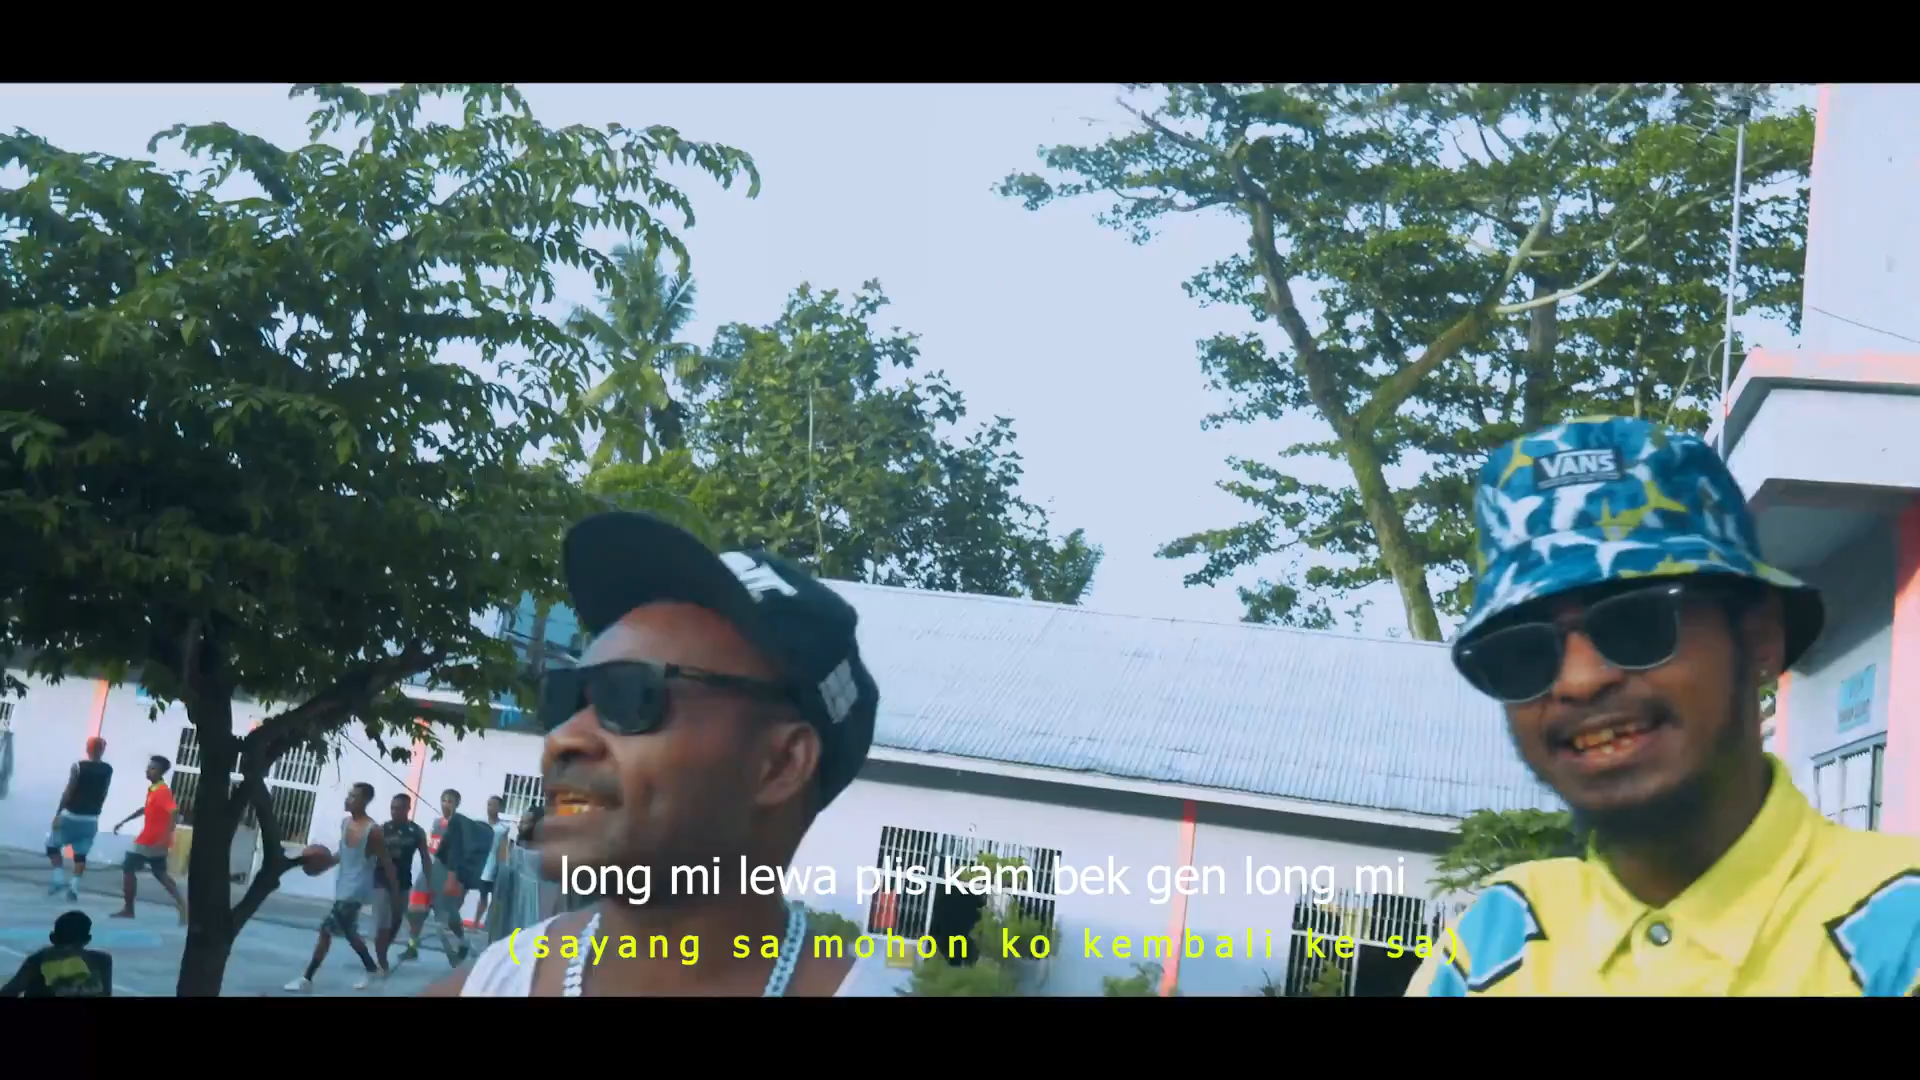 VANS
long mi lewa plis kam bek gen long mi
(sayang sa mohon ko kembali ke sa)